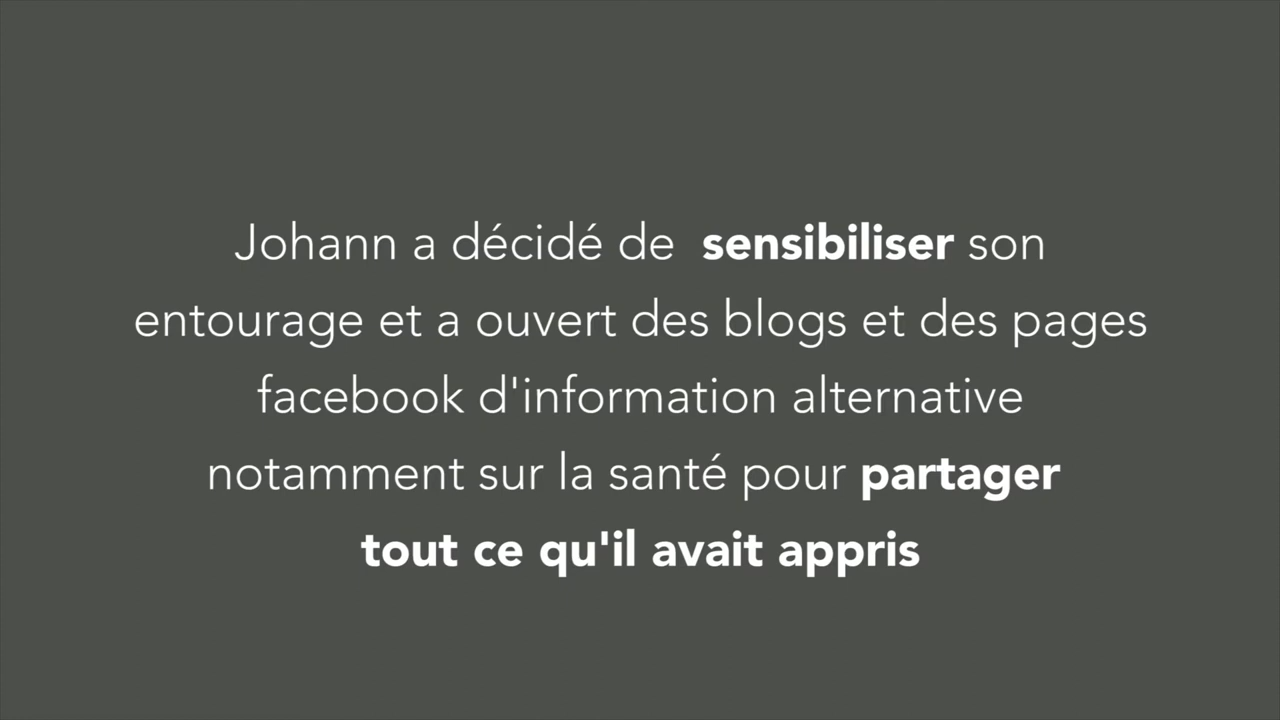 Johann a décidé de  sensibiliser son
entourage et a ouvert des blogs et des pages
facebook d'information alternative
notamment sur la santé pour partager
tout ce qu'il avait appris